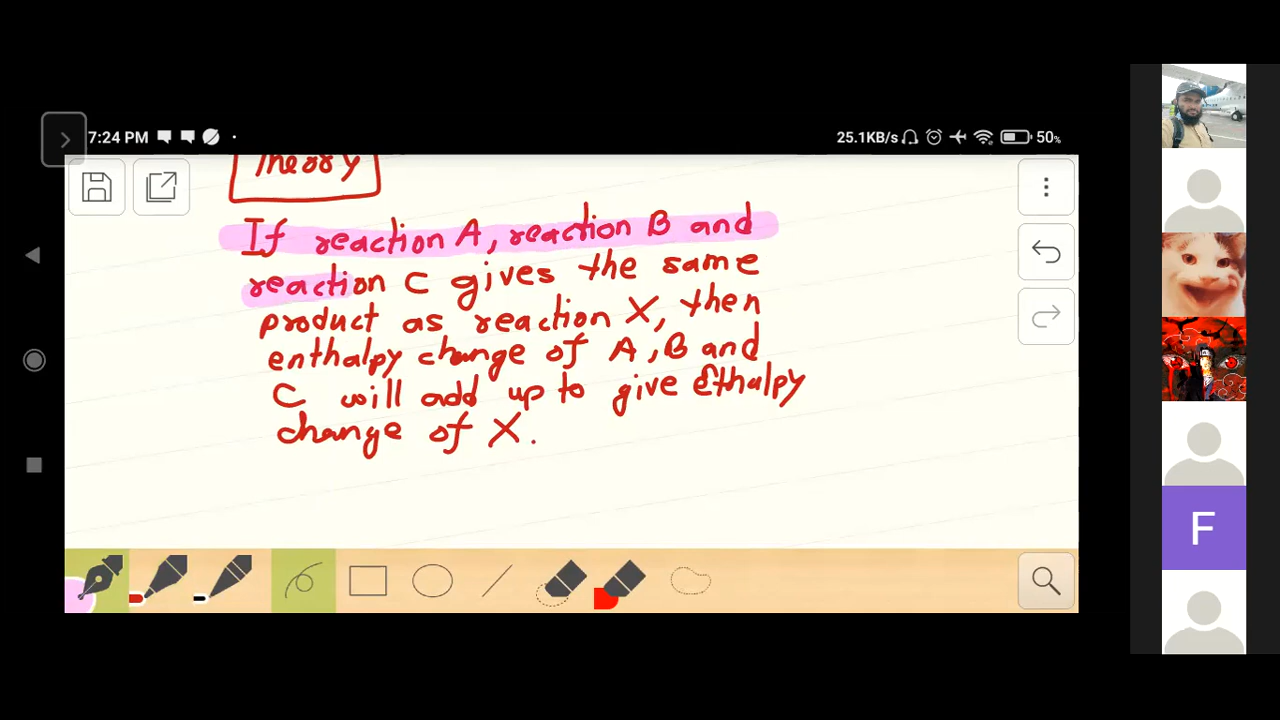 7:24 PM
25.1KB/s
50%
Theory
If reaction A, reaction B and
reaction C gives the same
product as reaction X, then
enthalpy change of A, B and
C will add up to give Ethalpy
change of X.
F